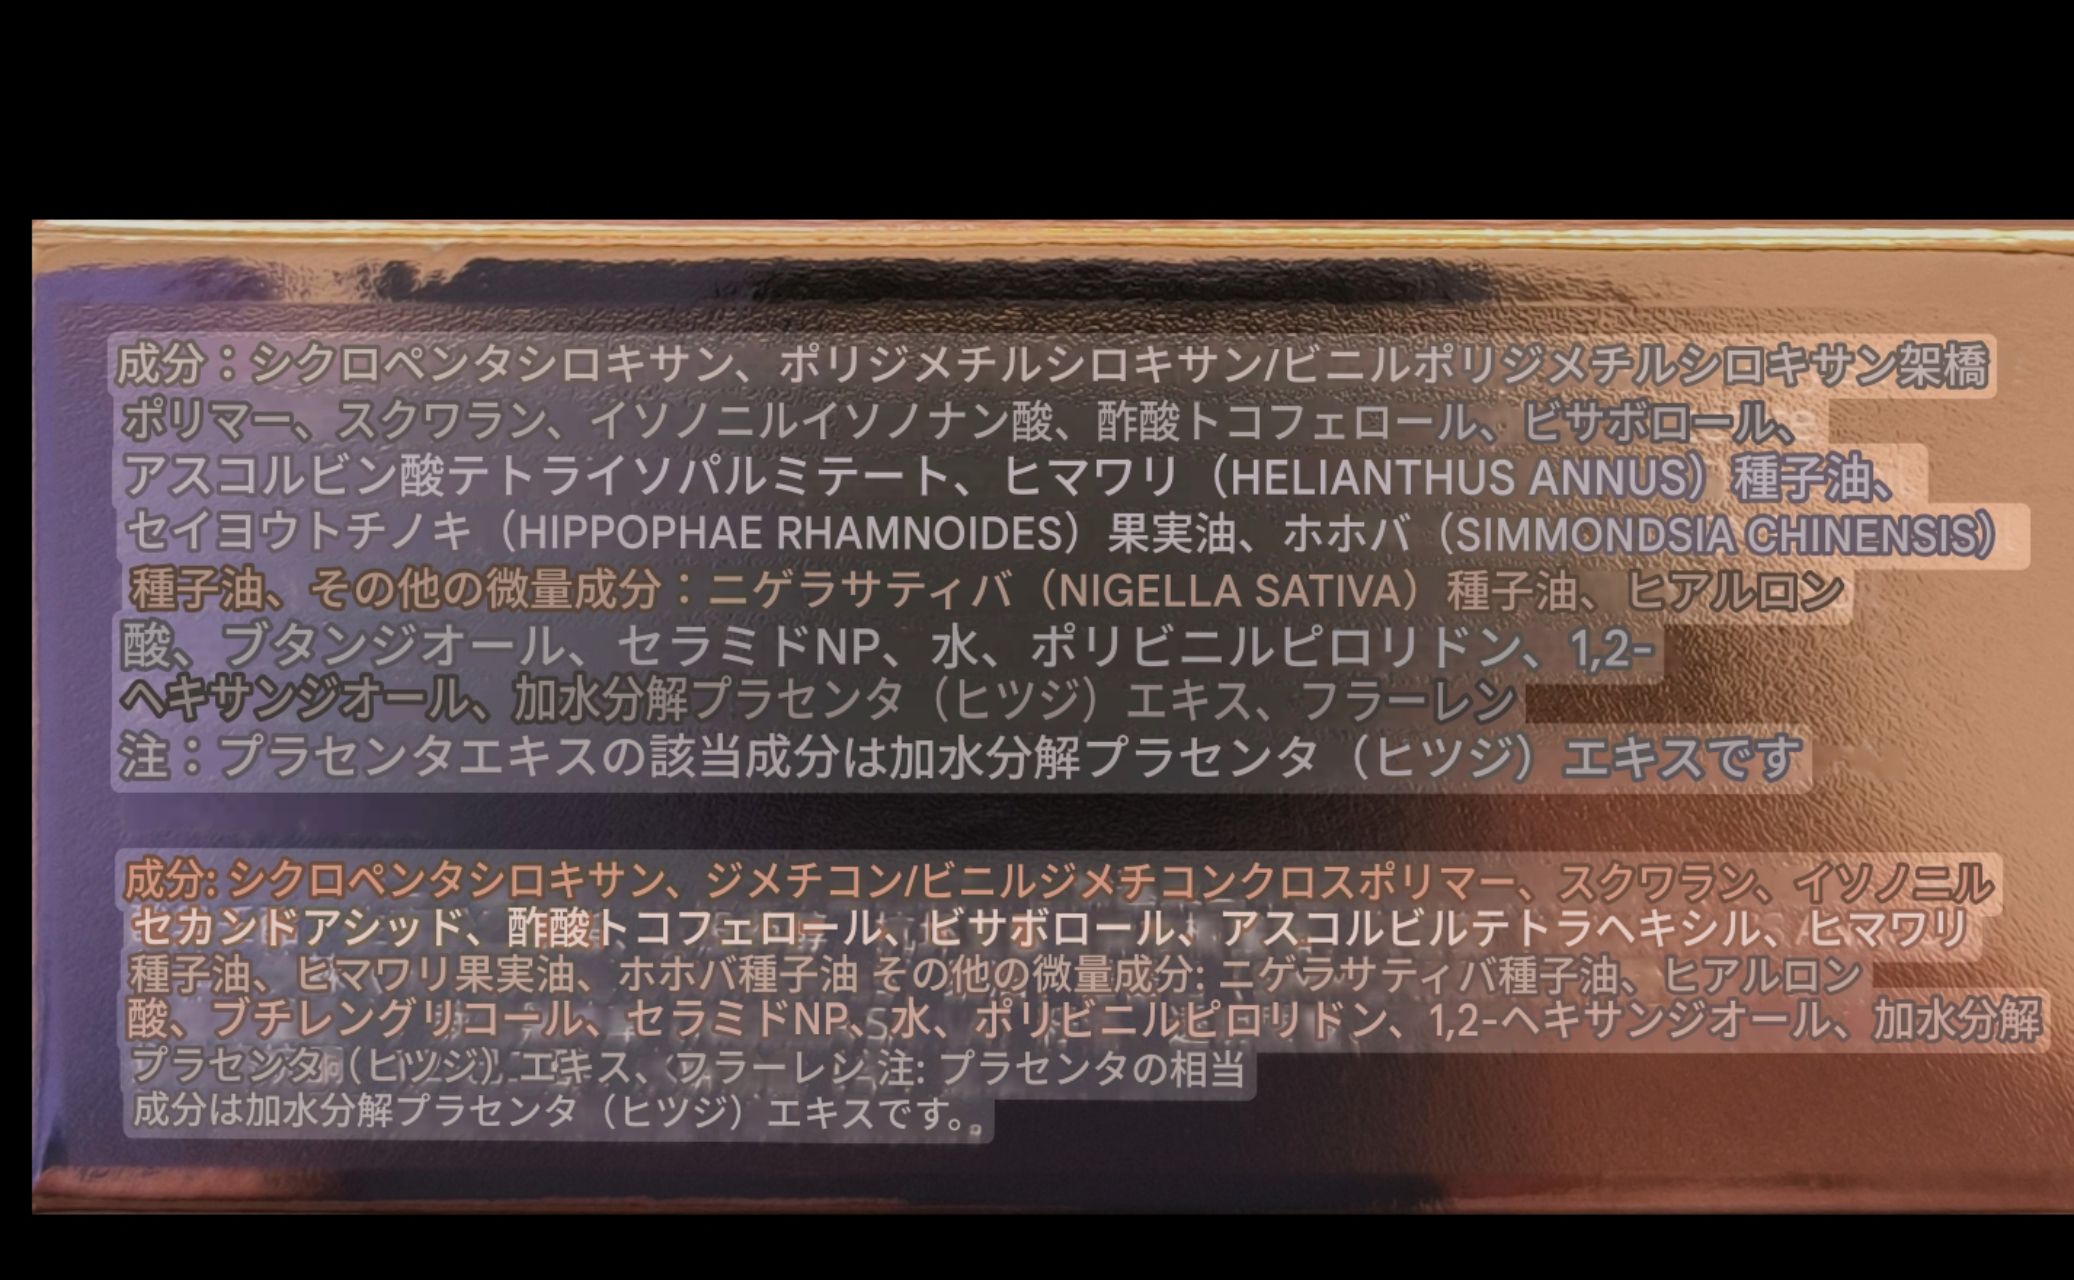 成分：シクロペンタシロキサン、ポリジメチルシロキサン/ビニルポリジメチルシロキサン架橋
ポリマー、スクワラン、イソノニルイソノナン酸、酢酸トコフェロール、ビサボロール、
アスコルビン酸テトライソパルミテート、ヒマワリ（HELIANTHUS ANNUS）種子油、
セイヨウトチノキ（HIPPOPHAE RHAMNOIDES）果実油、ホホバ（SIMMONDSIA CHINENSIS）
種子油、その他の微量成分：ニゲラサティバ（NIGELLA SATIVA）種子油、ヒアルロン
酸、ブタンジオール、セラミドNP、水、ポリビニルピロリドン、1,2-
ヘキサンジオール、加水分解プラセンタ（ヒツジ）エキス、フラーレン
注：プラセンタエキスの該当成分は加水分解プラセンタ（ヒツジ）エキスです
成分: シクロペンタシロキサン、ジメチコン/ビニルジメチコンクロスポリマー、スクワラン、イソノニル
セカンドアシッド、酢酸トコフェロール、ビサボロール、アスコルビルテトラヘキシル、ヒマワリ
種子油、ヒマワリ果実油、ホホバ種子油 その他の微量成分: ニゲラサティバ種子油、ヒアルロン
酸、ブチレングリコール、セラミドNP、水、ポリビニルピロリドン、1,2-ヘキサンジオール、加水分解
プラセンタ（ヒツジ）エキス、フラーレン 注: プラセンタの相当
成分は加水分解プラセンタ（ヒツジ）エキスです。